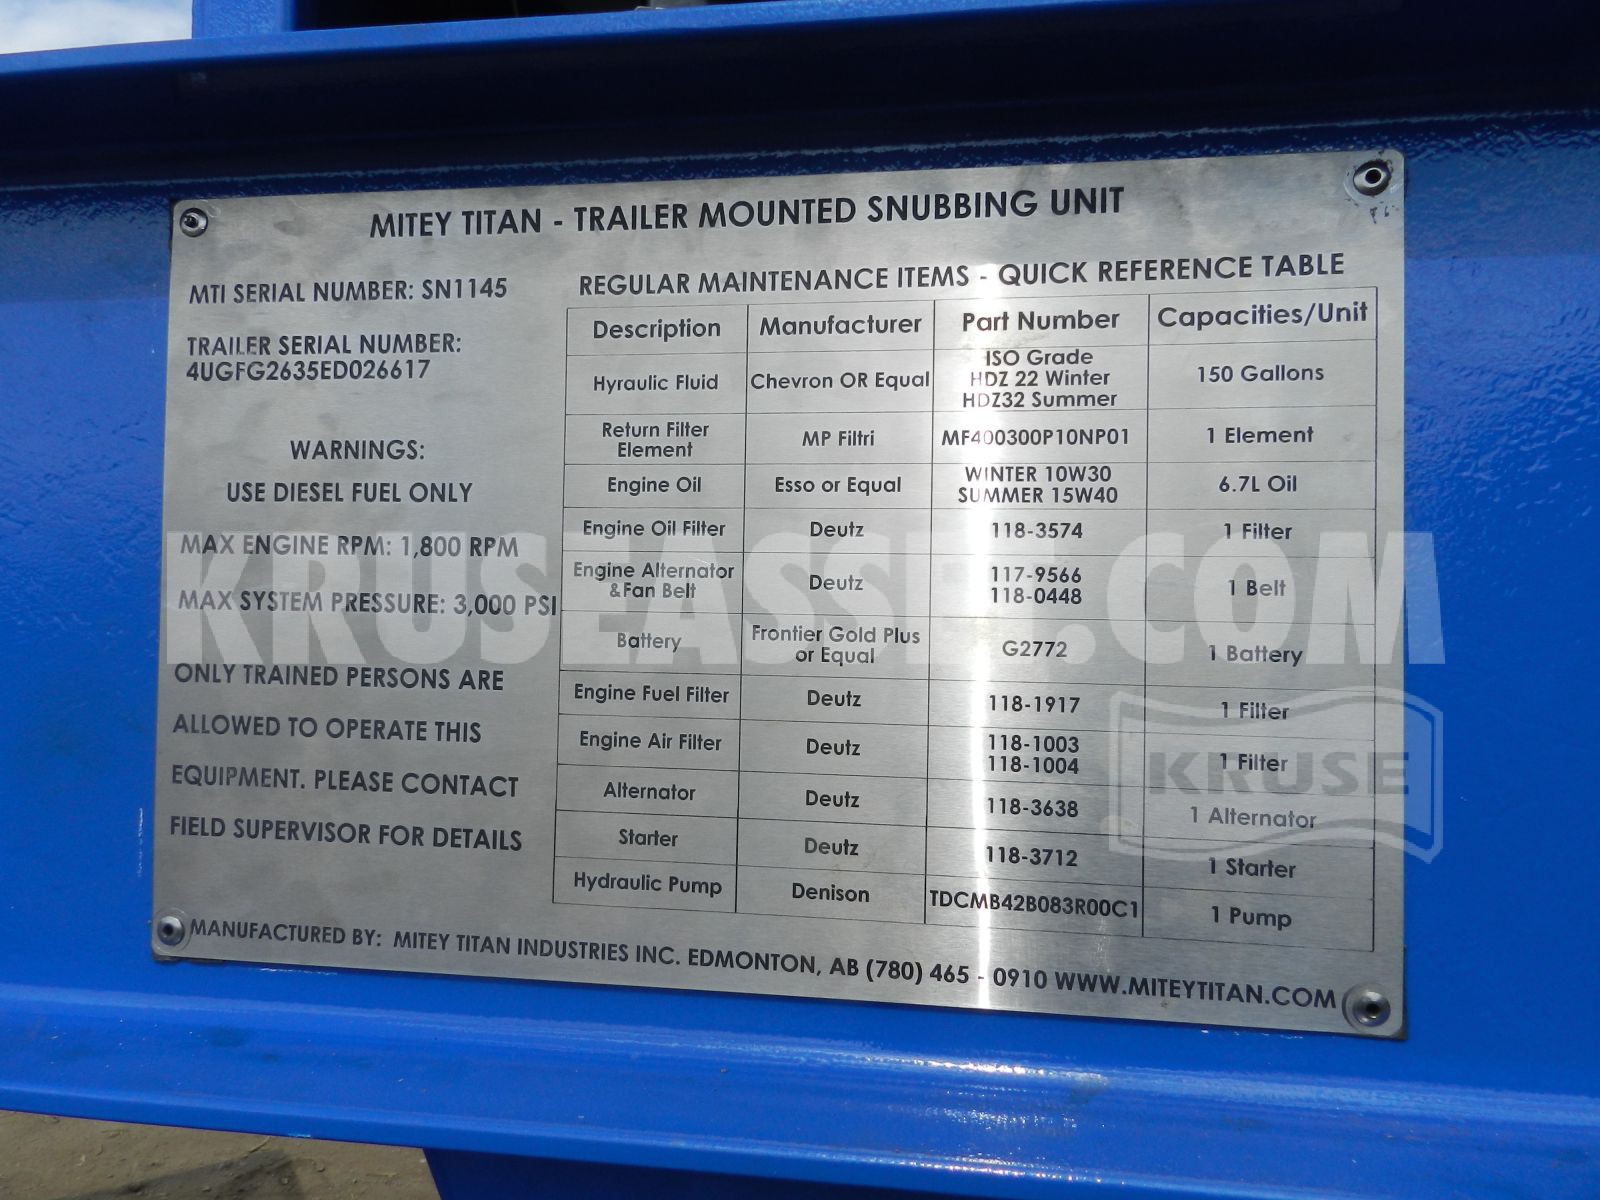 MITEY TITAN - TRAILER MOUNTED SNUBBING UNIT
MTI SERIAL NUMBER: SN1145
TRAILER SERIAL NUMBER:
4UGFG2635ED026617
WARNINGS:
USE DIESEL FUEL ONLY
MAX ENGINE RPM: 1,800 RPM
MAX SYSTEM PRESSURE: 3,000 PSI
ONLY TRAINED PERSONS ARE
ALLOWED TO OPERATE THIS
EQUIPMENT. PLEASE CONTACT
FIELD SUPERVISOR FOR DETAILS
REGULAR MAINTENANCE ITEMS - QUICK REFERENCE TABLE
Description Manufacturer Part Number Capacities/Unit
Hyraulic Fluid Chevron OR Equal ISO Grade
HDZ 22 Winter
HDZ32 Summer 150 Gallons
Return Filter
Element MP Filtri MF400300P10NP01 1 Element
Engine Oil Esso or Equal WINTER 10W30
SUMMER 15W40 6.7L Oil
Engine Oil Filter Deutz 118-3574 1 Filter
Engine Alternator
&Fan Belt Deutz 117-9566
118-0448 1 Belt
Battery Frontier Gold Plus
or Equal G2772 1 Battery
Engine Fuel Filter Deutz 118-1917 1 Filter
Engine Air Filter Deutz 118-1003
118-1004 1 Filter
Alternator Deutz 118-3638 1 Alternator
Starter Deutz 118-3712 1 Starter
Hydraulic Pump Denison TDCMB42B083R00C1 1 Pump
MANUFACTURED BY: MITEY TITAN INDUSTRIES INC. EDMONTON, AB (780) 465 - 0910 WWW.MITEYTITAN.COM
KRUSEASSET.COM
KRUSE